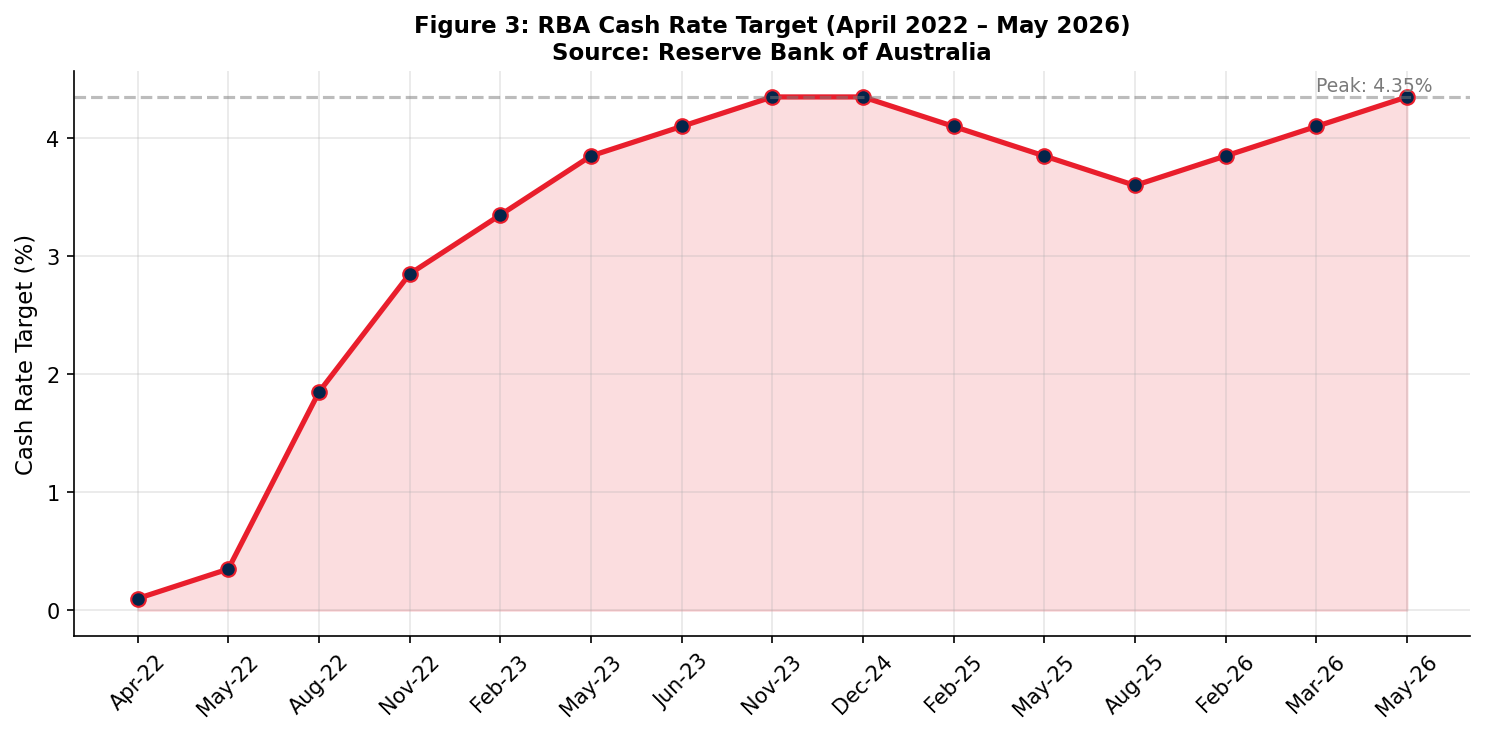 Figure 3: RBA Cash Rate Target (April 2022 – May 2026)
Source: Reserve Bank of Australia
Peak: 4.35%
Cash Rate Target (%)
4
3
2
1
0
Apr-22
May-22
Aug-22
Nov-22
Feb-23
May-23
Jun-23
Nov-23
Dec-24
Feb-25
May-25
Aug-25
Feb-26
Mar-26
May-26